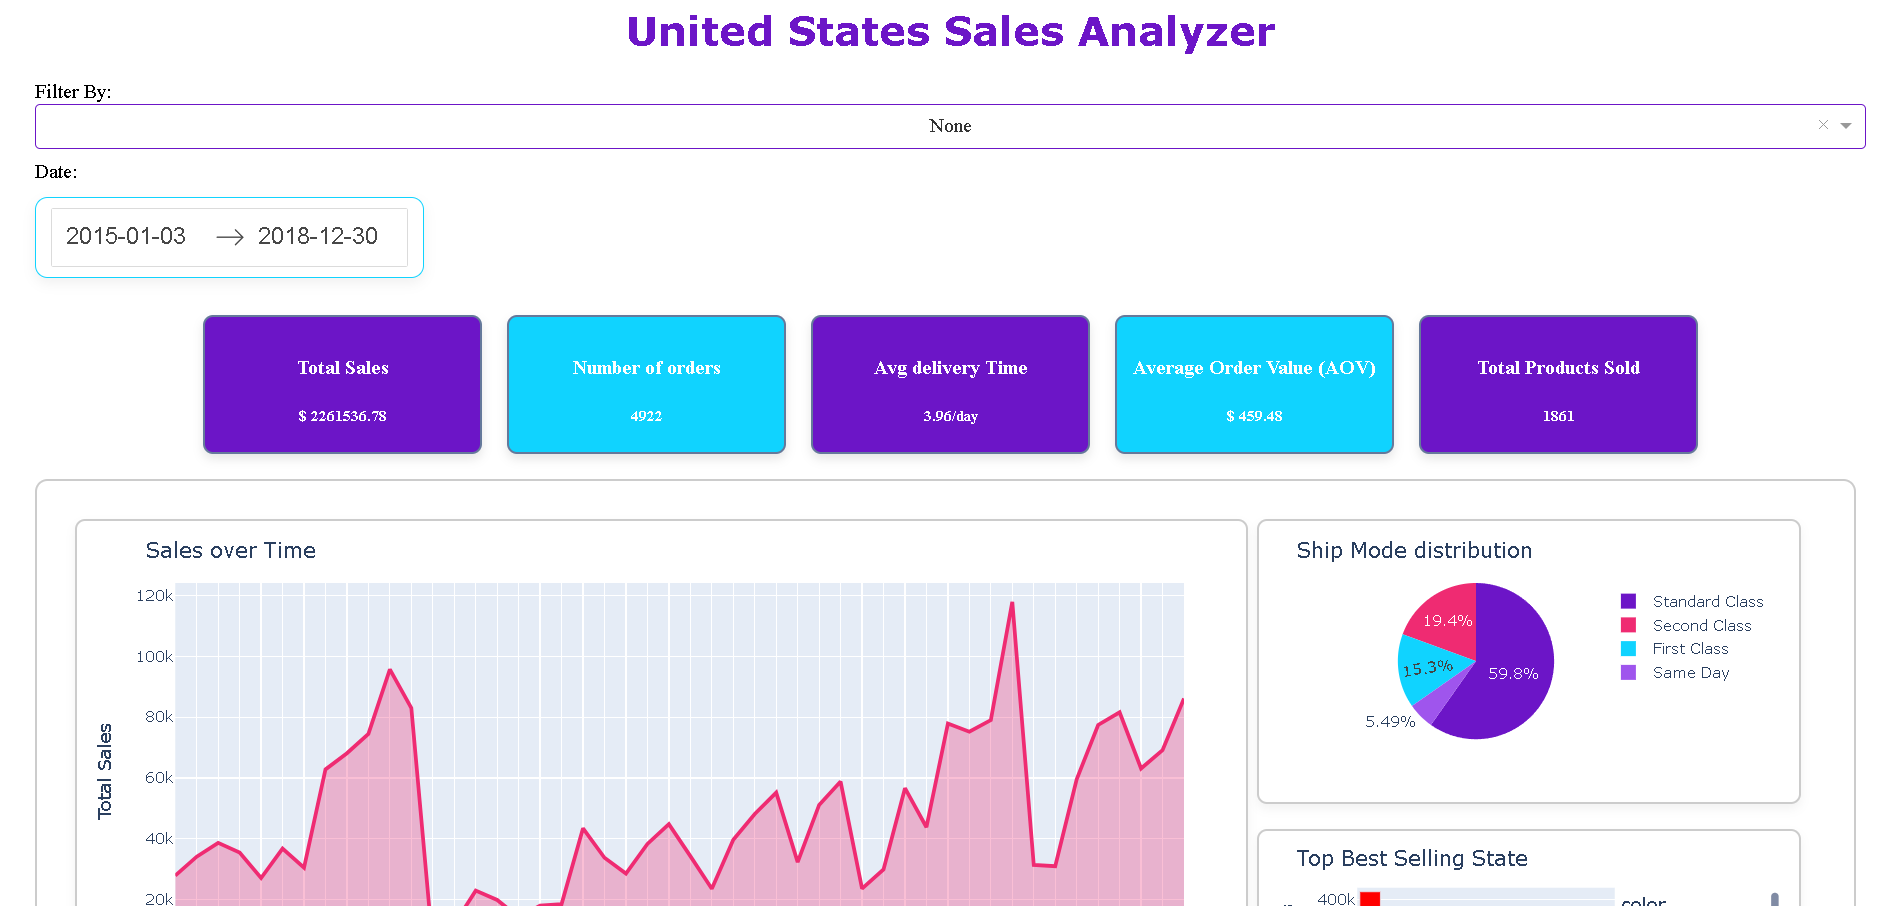 United States Sales Analyzer
Filter By:
None
×
Date:
2015-01-03 → 2018-12-30
Total Sales
$ 2261536.78
Number of orders
4922
Avg delivery Time
3.96/day
Average Order Value (AOV)
$ 459.48
Total Products Sold
1861
Sales over Time
120k
100k
80k
60k
40k
20k
Total Sales
Ship Mode distribution
19.4%
15.3%
59.8%
5.49%
Standard Class
Second Class
First Class
Same Day
Top Best Selling State
400k
color